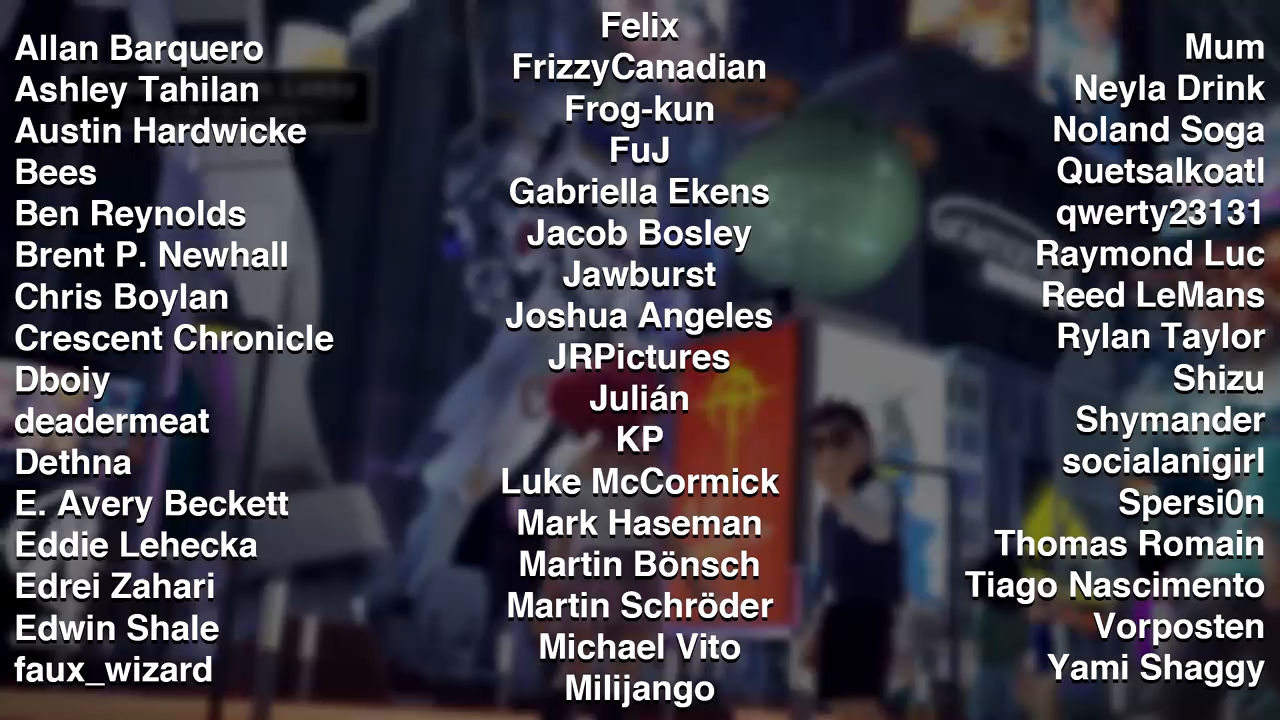 Allan Barquero
Ashley Tahilan
Austin Hardwicke
Bees
Ben Reynolds
Brent P. Newhall
Chris Boylan
Crescent Chronicle
Dboiy
deadermeat
Dethna
E. Avery Beckett
Eddie Lehecka
Edrei Zahari
Edwin Shale
faux_wizard
Felix
FrizzyCanadian
Frog-kun
FuJ
Gabriella Ekens
Jacob Bosley
Jawburst
Joshua Angeles
JRPictures
Julián
KP
Luke McCormick
Mark Haseman
Martin Bönsch
Martin Schröder
Michael Vito
Milijango
Mum
Neyla Drink
Noland Soga
Quetsalkoatl
qwerty23131
Raymond Luc
Reed LeMans
Rylan Taylor
Shizu
Shymander
socialanigirl
Spersi0n
Thomas Romain
Tiago Nascimento
Vorposten
Yami Shaggy